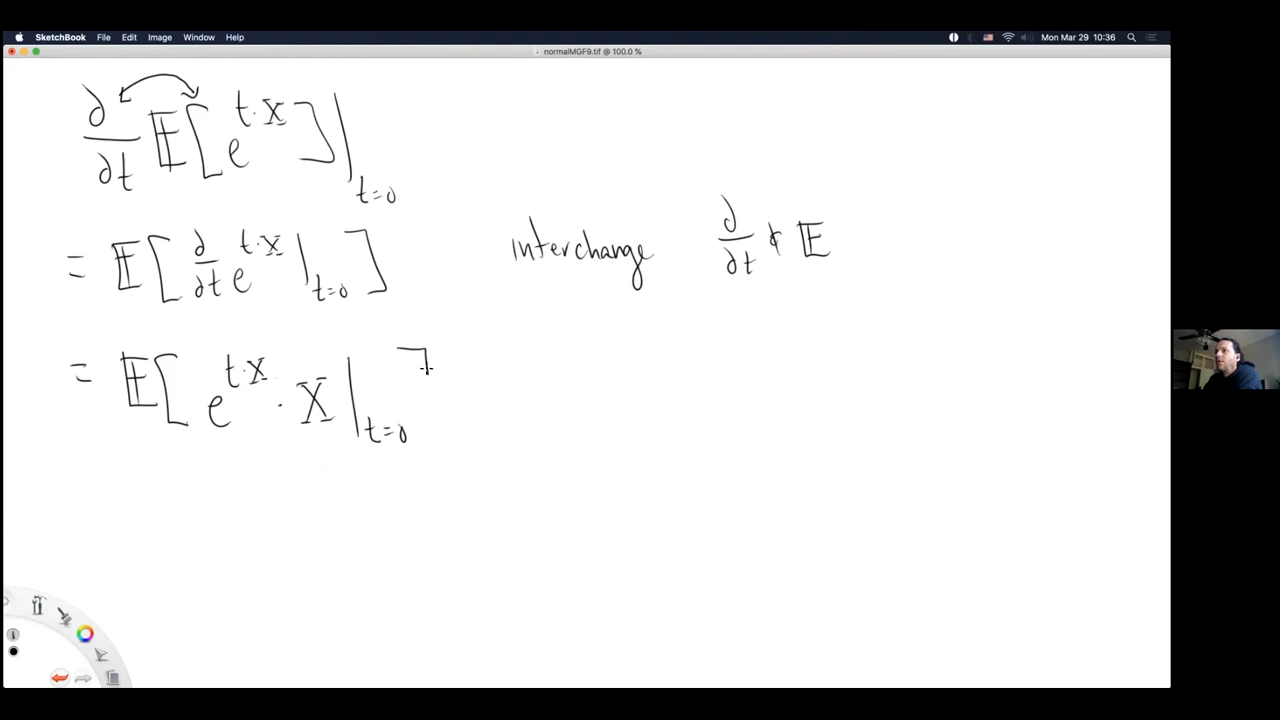 SketchBook File Edit Image Window Help Mon Mar 29 10:36
normalMGF9.tif @ 100.0 %
∂/∂t 𝔼[e^{t·X}]|_{t=0}
= 𝔼[∂/∂t e^{t·X}|_{t=0}] interchange ∂/∂t & 𝔼
= 𝔼[e^{t·X} · X|_{t=0}]